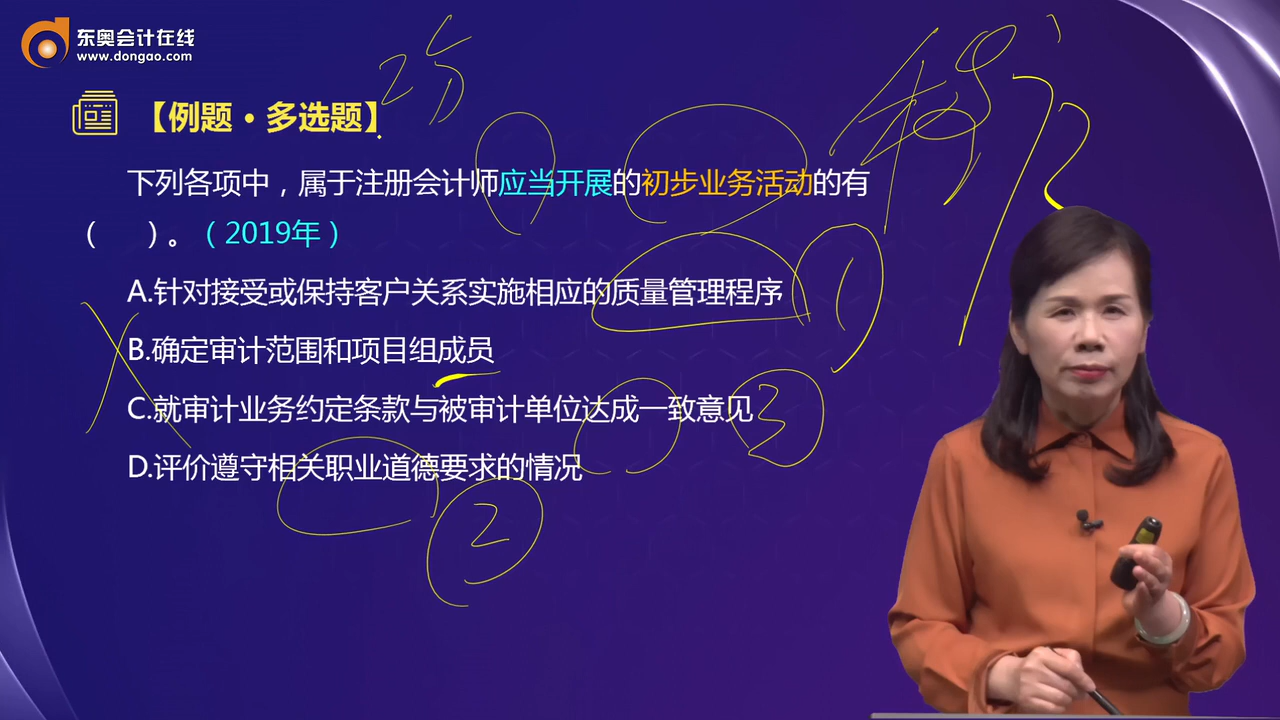 东奥会计在线
www.dongao.com
2分
【例题·多选题】
下列各项中，属于注册会计师应当开展的初步业务活动的有
（ ）。（2019年）
A.针对接受或保持客户关系实施相应的质量管理程序
①
B.确定审计范围和项目组成员
C.就审计业务约定条款与被审计单位达成一致意见
③
D.评价遵守相关职业道德要求的情况
②